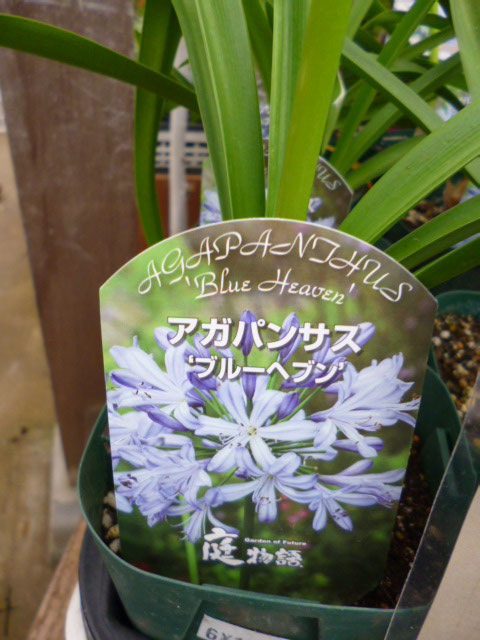 AGAPANTHUS
'Blue Heaven'
アガパンサス
'ブルーヘブン'
Garden of Future
庭物語